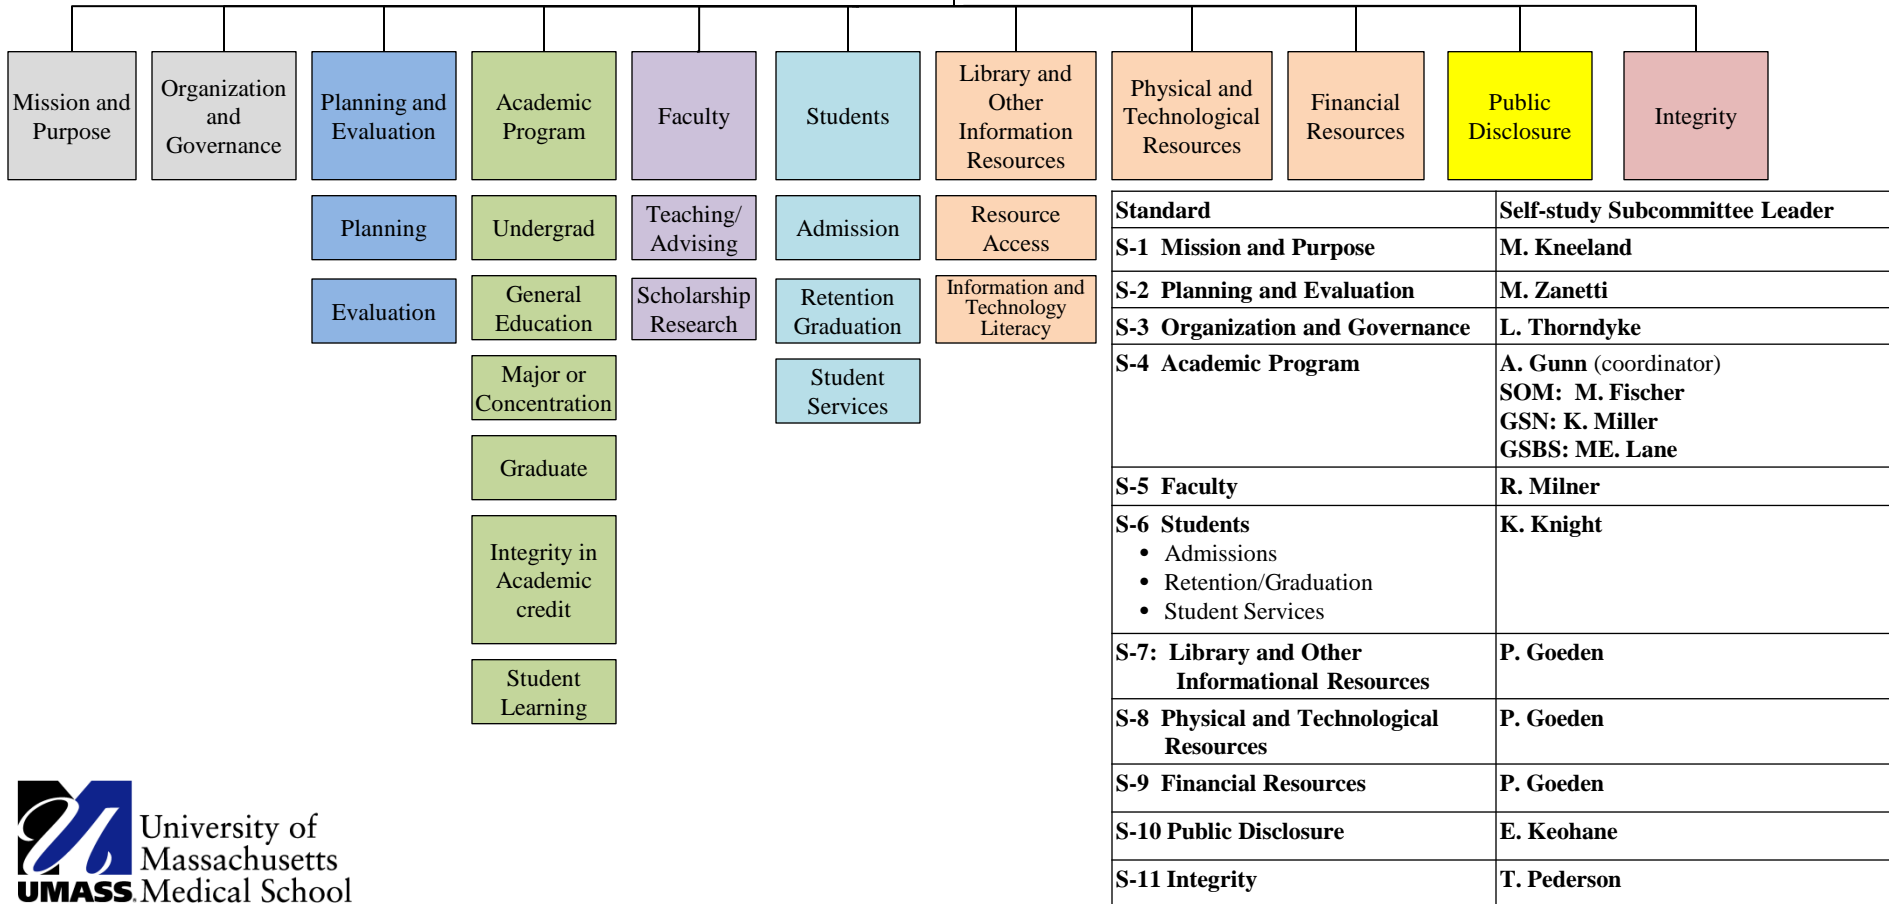 Mission and
Purpose
Organization
and
Governance
Planning and
Evaluation
Academic
Program
Faculty
Students
Library and
Other
Information
Resources
Physical and
Technological
Resources
Financial
Resources
Public
Disclosure
Integrity
Planning
Evaluation
Undergrad
General
Education
Major or
Concentration
Graduate
Integrity in
Academic
credit
Student
Learning
Teaching/
Advising
Scholarship
Research
Admission
Retention
Graduation
Student
Services
Resource
Access
Information and
Technology
Literacy
Standard Self-study Subcommittee Leader
S-1 Mission and Purpose M. Kneeland
S-2 Planning and Evaluation M. Zanetti
S-3 Organization and Governance L. Thorndyke
S-4 Academic Program A. Gunn (coordinator)
SOM: M. Fischer
GSN: K. Miller
GSBS: ME. Lane
S-5 Faculty R. Milner
S-6 Students K. Knight
• Admissions
• Retention/Graduation
• Student Services
S-7: Library and Other P. Goeden
Informational Resources
S-8 Physical and Technological P. Goeden
Resources
S-9 Financial Resources P. Goeden
S-10 Public Disclosure E. Keohane
S-11 Integrity T. Pederson
University of
Massachusetts
UMASS. Medical School